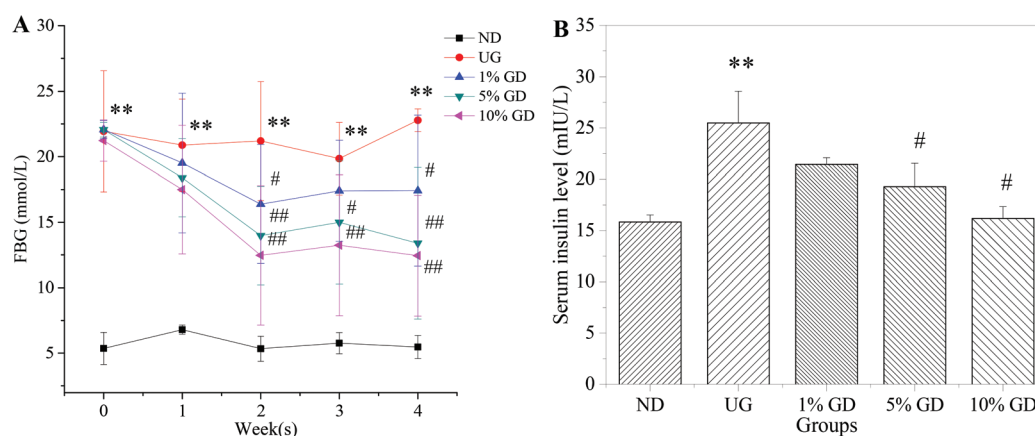 A
30
25
20
15
10
5
FBG (mmol/L)
ND
UG
1% GD
5% GD
10% GD
**
**
**
**
**
#
#
##
#
##
##
##
##
0
1
2
3
4
Week(s)
B
35
30
25
20
15
10
5
0
Serum insulin level (mIU/L)
**
#
#
ND
UG
1% GD
5% GD
10% GD
Groups